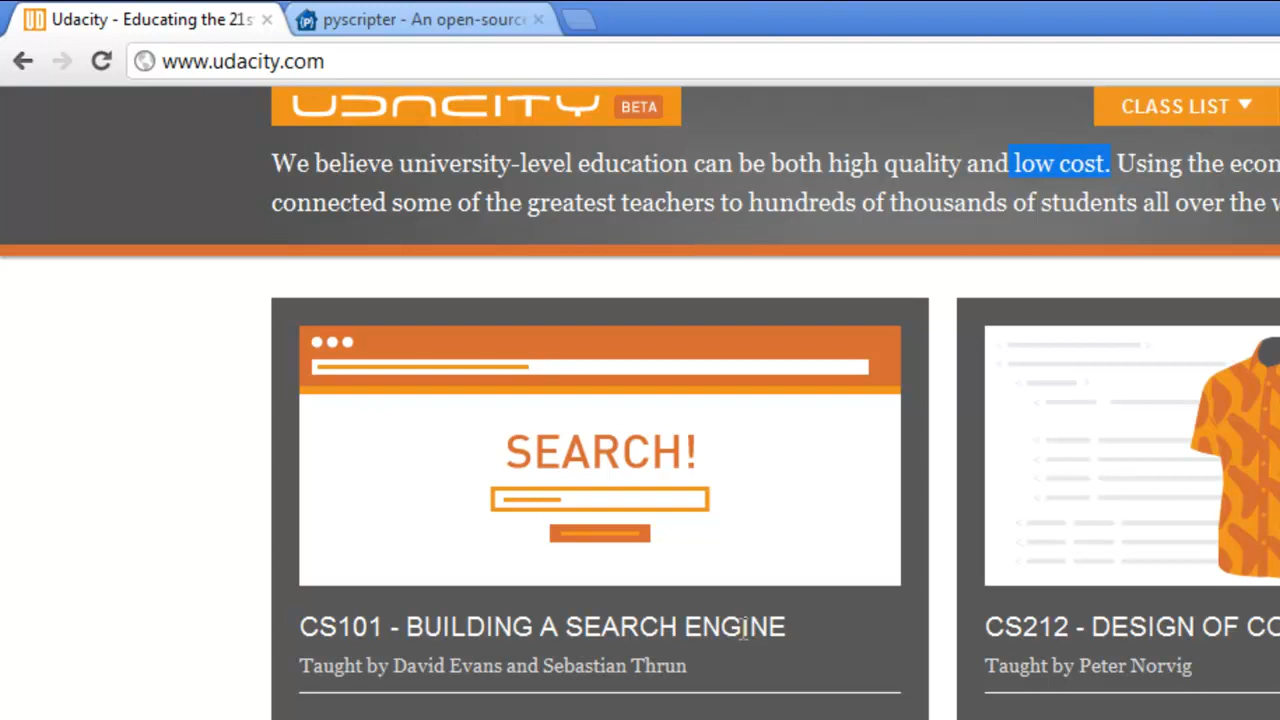 Udacity - Educating the 21s
pyscripter - An open-source
www.udacity.com
UDACITY BETA
CLASS LIST
We believe university-level education can be both high quality and low cost. Using the econ
connected some of the greatest teachers to hundreds of thousands of students all over the w
SEARCH!
CS101 - BUILDING A SEARCH ENGINE
Taught by David Evans and Sebastian Thrun
CS212 - DESIGN OF CO
Taught by Peter Norvig